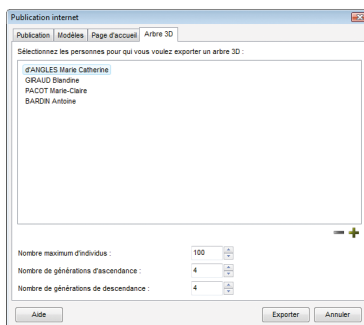 Publication internet
Publication Modèles Page d'accueil Arbre 3D
Sélectionnez les personnes pour qui vous voulez exporter un arbre 3D :
d'ANGLES Marie Catherine
GIRAUD Blandine
PACOT Marie-Claire
BARDIN Antoine
Nombre maximum d'individus : 100
Nombre de générations d'ascendance : 4
Nombre de générations de descendance : 4
Aide Exporter Annuler